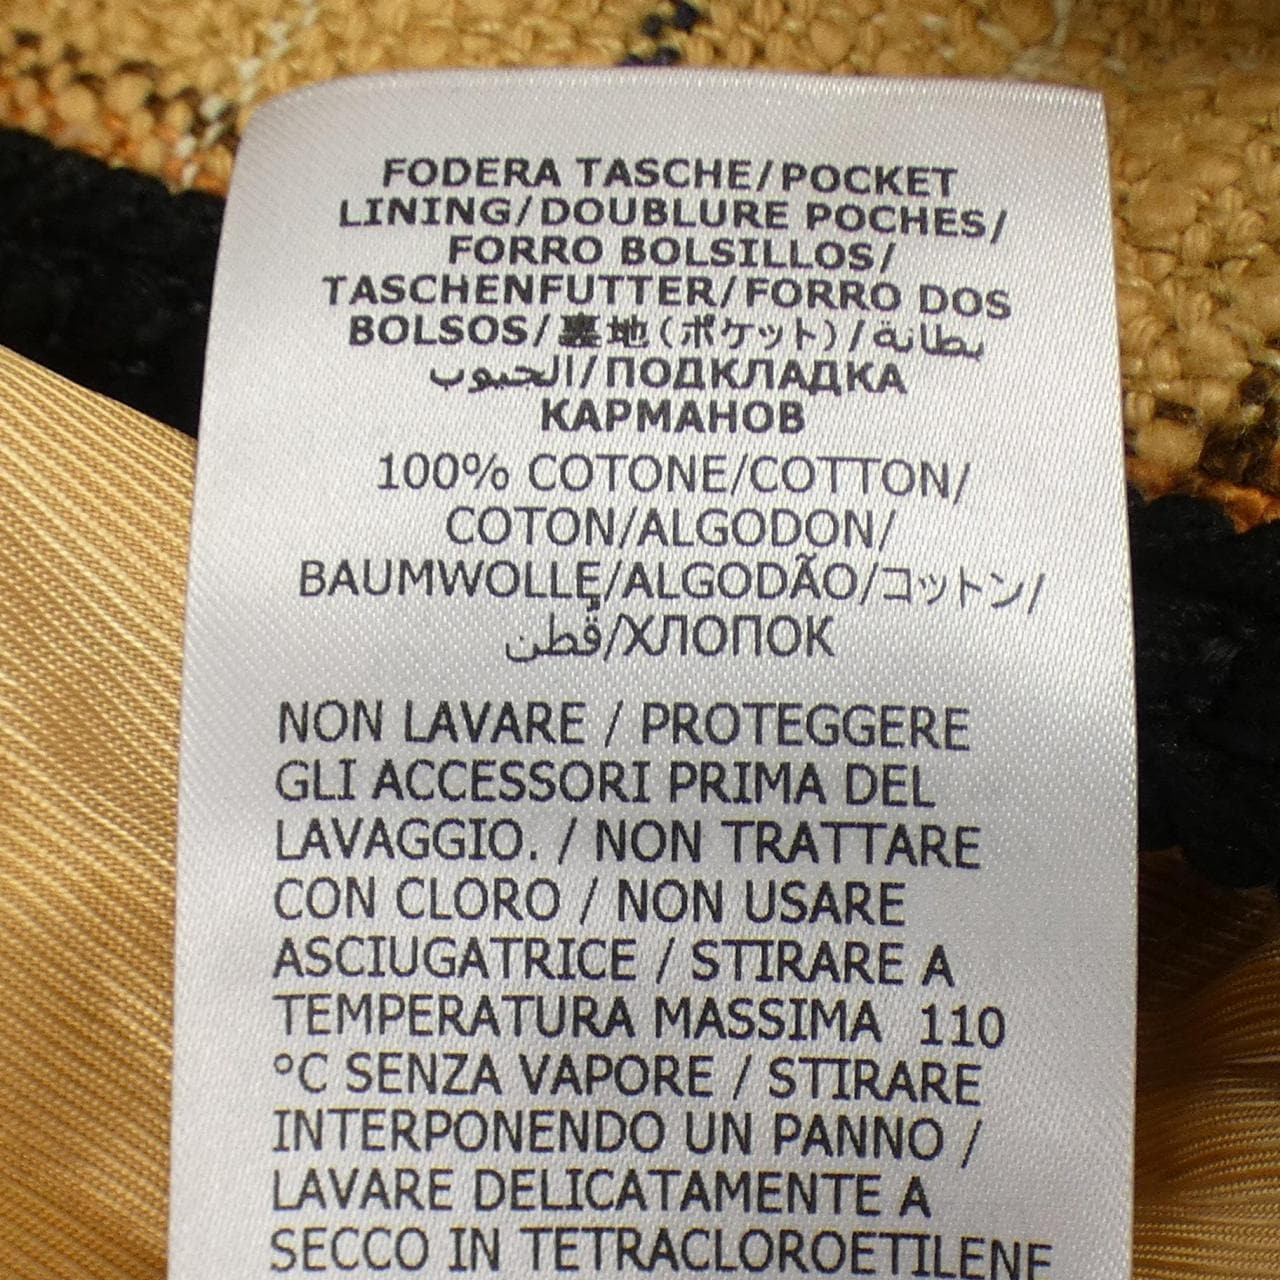 FODERA TASCHE/POCKET
LINING/DOUBLURE POCHES/
FORRO BOLSILLOS/
TASCHENFUTTER/FORRO DOS
BOLSOS/裏地(ポケット)/بطانة
الجيوب/ПОДКЛАДКА
КАРМАНОВ
100% COTONE/COTTON/
COTON/ALGODON/
BAUMWOLLE/ALGODÃO/コットン/
قُطن/ХЛОПОК
NON LAVARE / PROTEGGERE
GLI ACCESSORI PRIMA DEL
LAVAGGIO. / NON TRATTARE
CON CLORO / NON USARE
ASCIUGATRICE / STIRARE A
TEMPERATURA MASSIMA 110
°C SENZA VAPORE / STIRARE
INTERPONENDO UN PANNO /
LAVARE DELICATAMENTE A
SECCO IN TETRACLOROETILENE